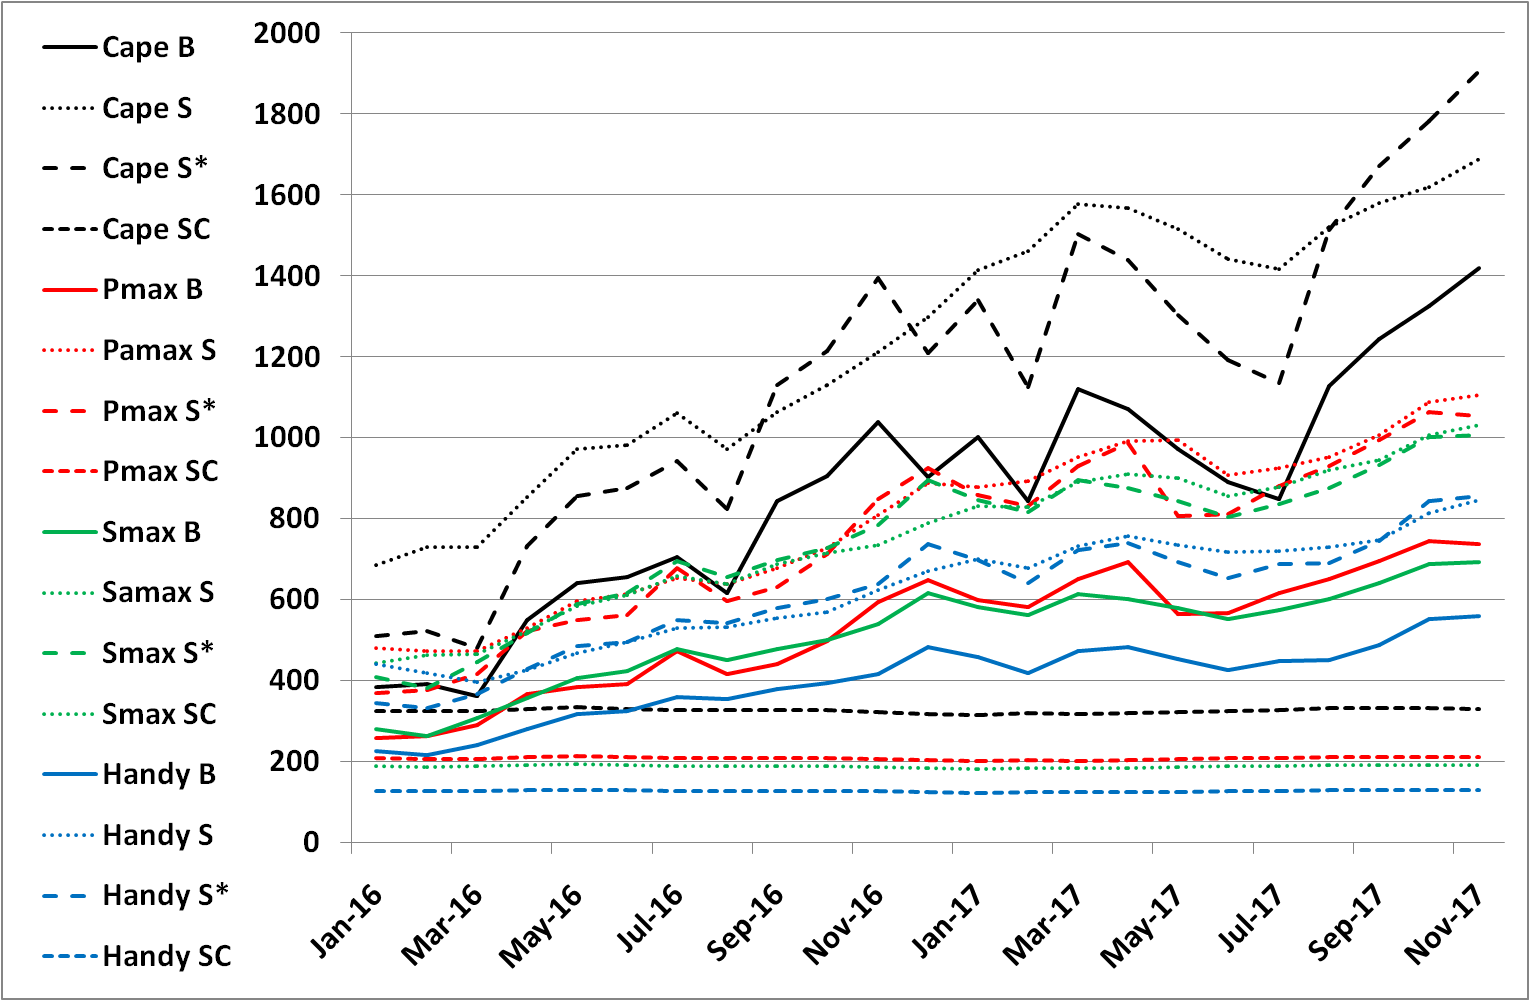 Cape B
Cape S
Cape S*
Cape SC
Pmax B
Pamax S
Pmax S*
Pmax SC
Smax B
Samax S
Smax S*
Smax SC
Handy B
Handy S
Handy S*
Handy SC
2000
1800
1600
1400
1200
1000
800
600
400
200
0
Jan-16
Mar-16
May-16
Jul-16
Sep-16
Nov-16
Jan-17
Mar-17
May-17
Jul-17
Sep-17
Nov-17